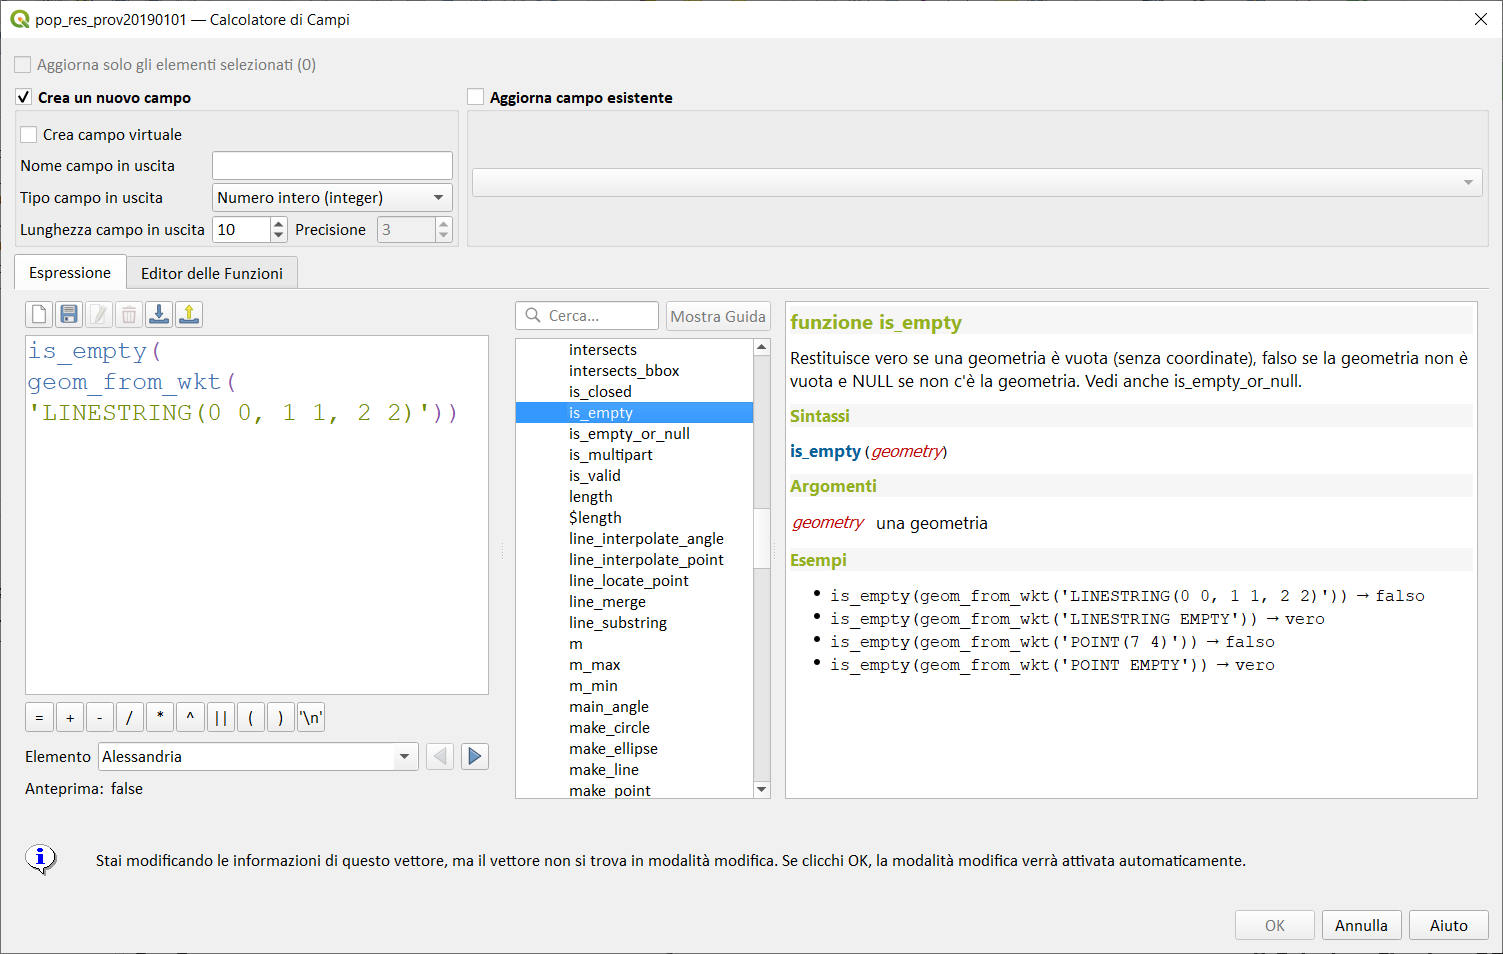 pop_res_prov20190101 — Calcolatore di Campi
Aggiorna solo gli elementi selezionati (0)
Crea un nuovo campo
Aggiorna campo esistente
Crea campo virtuale
Nome campo in uscita
Tipo campo in uscita Numero intero (integer)
Lunghezza campo in uscita 10 Precisione 3
Espressione Editor delle Funzioni
is_empty(
geom_from_wkt(
'LINESTRING(0 0, 1 1, 2 2)'))
= + - / * ^ || ( ) '\n'
Elemento Alessandria
Anteprima: false
Cerca... Mostra Guida
intersects
intersects_bbox
is_closed
is_empty
is_empty_or_null
is_multipart
is_valid
length
$length
line_interpolate_angle
line_interpolate_point
line_locate_point
line_merge
line_substring
m
m_max
m_min
main_angle
make_circle
make_ellipse
make_line
make_point
funzione is_empty
Restituisce vero se una geometria è vuota (senza coordinate), falso se la geometria non è
vuota e NULL se non c'è la geometria. Vedi anche is_empty_or_null.
Sintassi
is_empty(geometry)
Argomenti
geometry una geometria
Esempi
• is_empty(geom_from_wkt('LINESTRING(0 0, 1 1, 2 2)')) → falso
• is_empty(geom_from_wkt('LINESTRING EMPTY')) → vero
• is_empty(geom_from_wkt('POINT(7 4)')) → falso
• is_empty(geom_from_wkt('POINT EMPTY')) → vero
Stai modificando le informazioni di questo vettore, ma il vettore non si trova in modalità modifica. Se clicchi OK, la modalità modifica verrà attivata automaticamente.
OK Annulla Aiuto